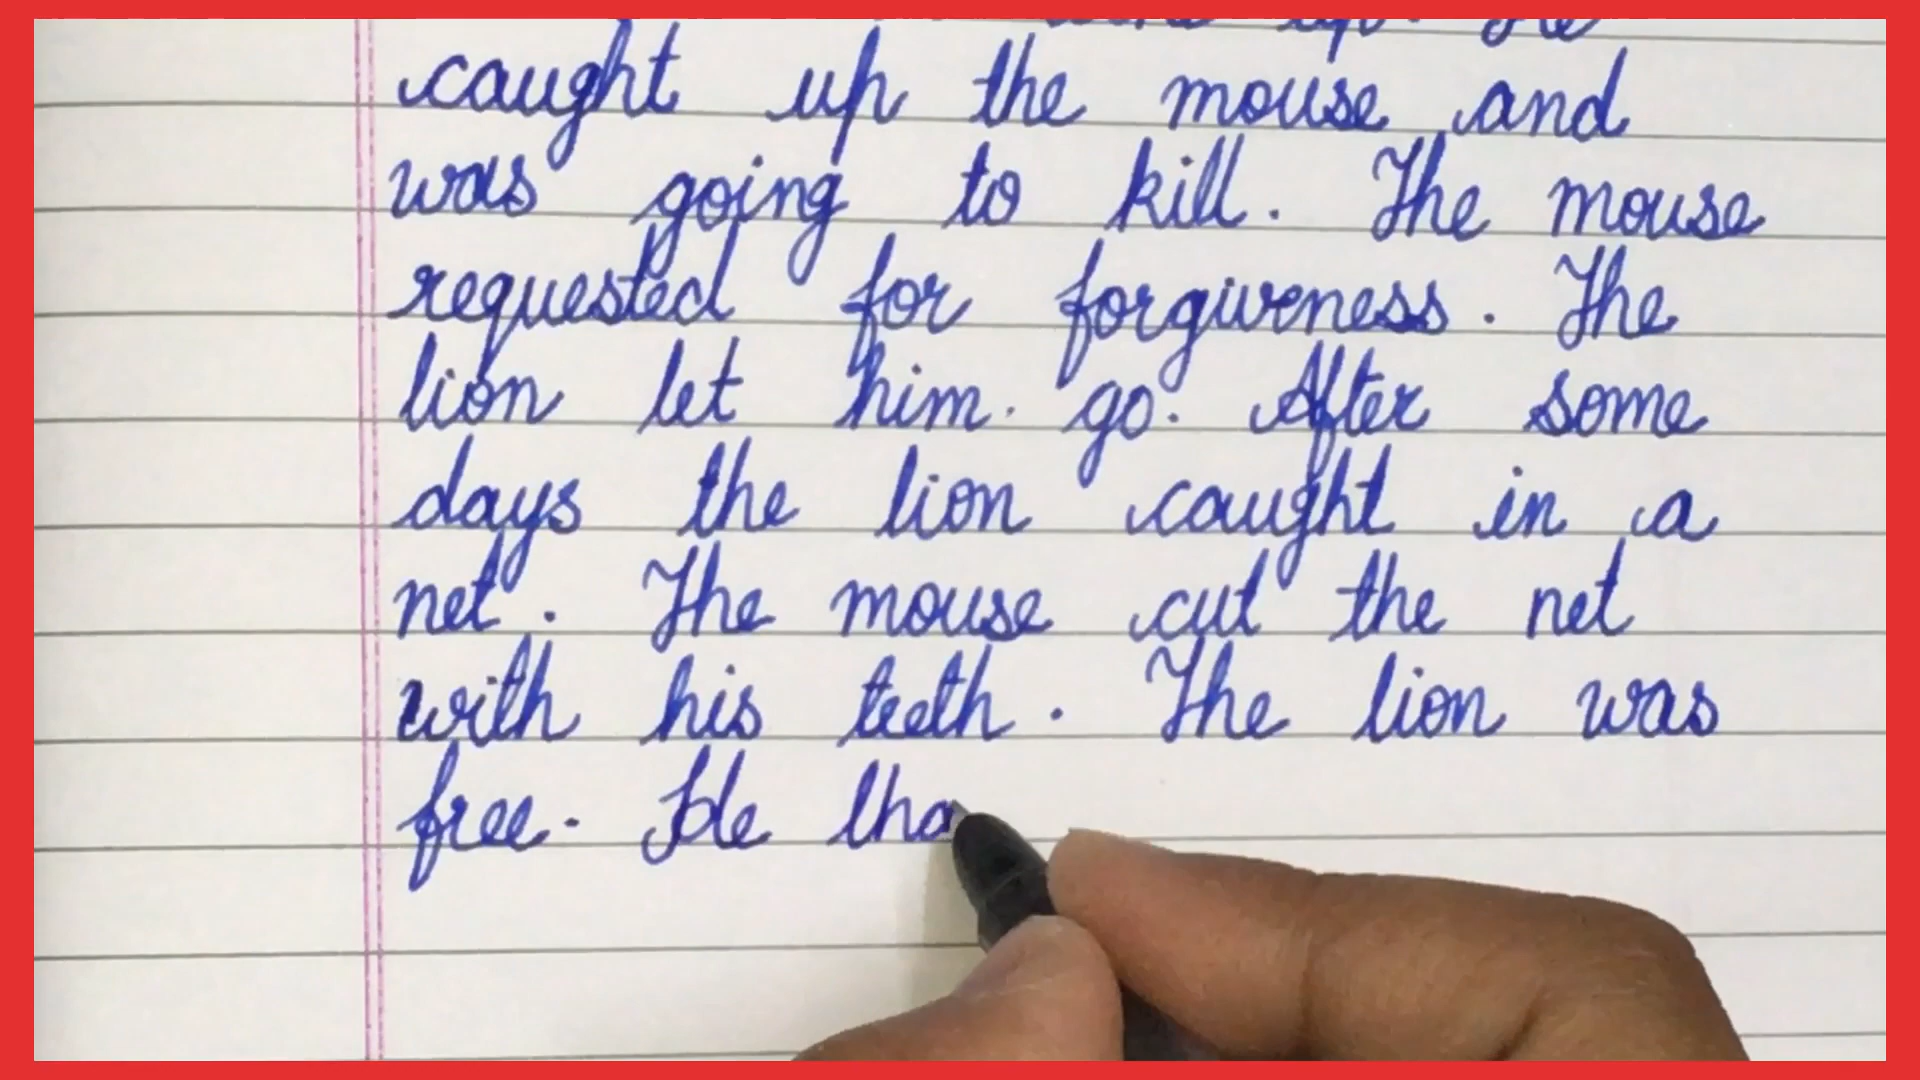 up. He
caught up the mouse and
was going to kill. The mouse
requested for forgiveness. The
lion let him. go. After some
days the lion caught in a
net. The mouse cut the net
with his teeth. The lion was
free. He tha